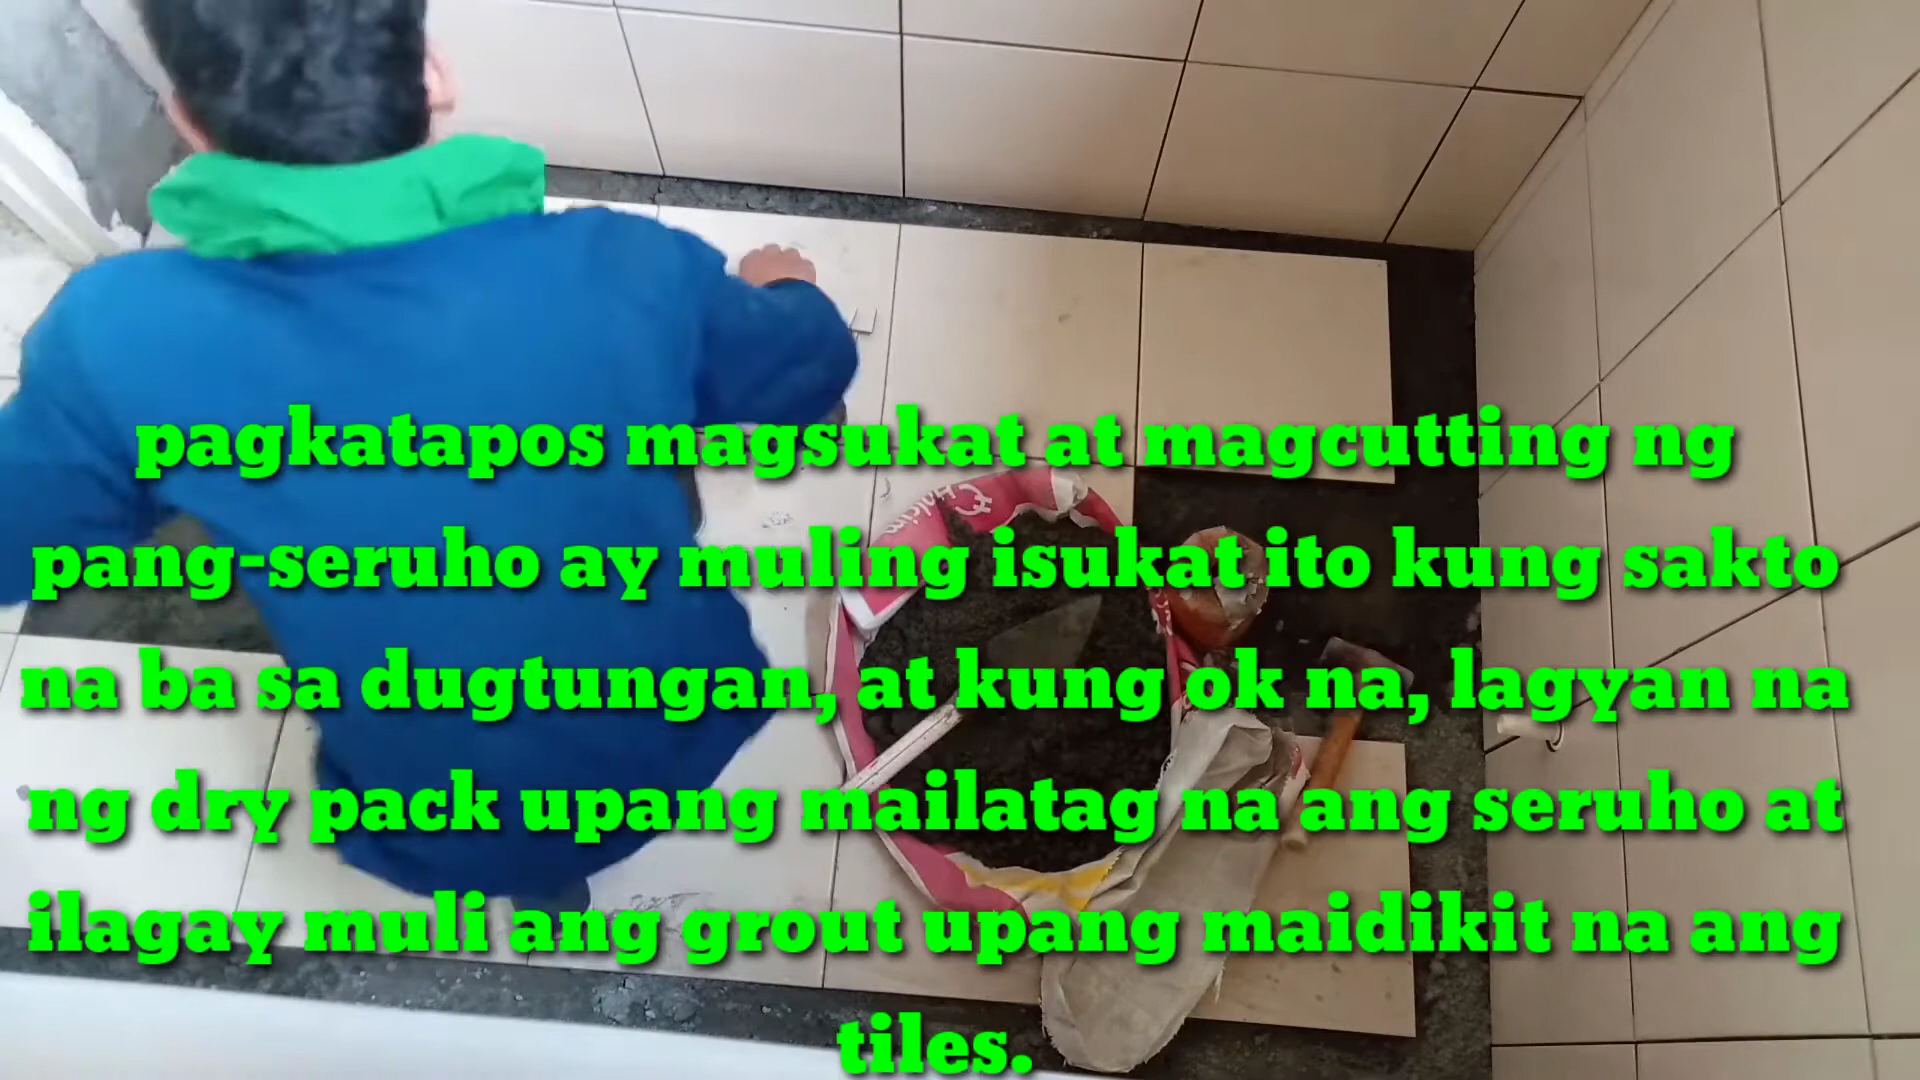 pagkatapos magsukat at magcutting ng
pang-seruho ay muling isukat ito kung sakto
na ba sa dugtungan, at kung ok na, lagyan na
ng dry pack upang mailatag na ang seruho at
ilagay muli ang grout upang maidikit na ang
tiles.
Holcim